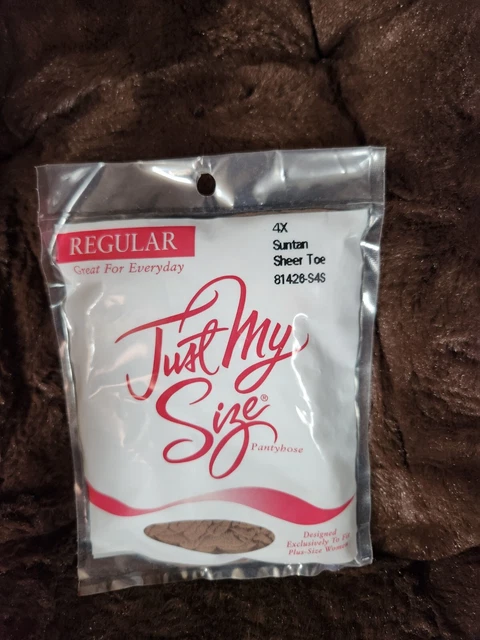 REGULAR
Great For Everyday
4X
Suntan
Sheer Toe
81426-S4S
Just My
Size®
Pantyhose
Designed
Exclusively To Fit
Plus-Size Women